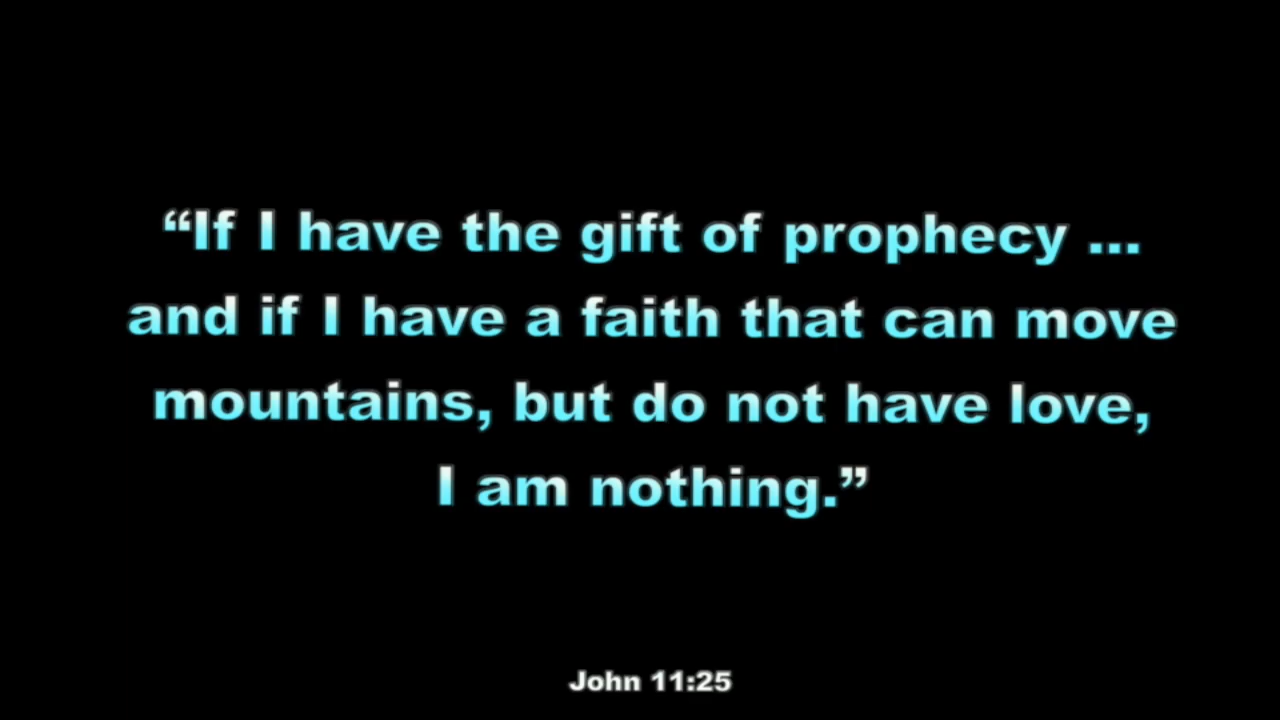 “If I have the gift of prophecy ...
and if I have a faith that can move
mountains, but do not have love,
I am nothing.”
John 11:25